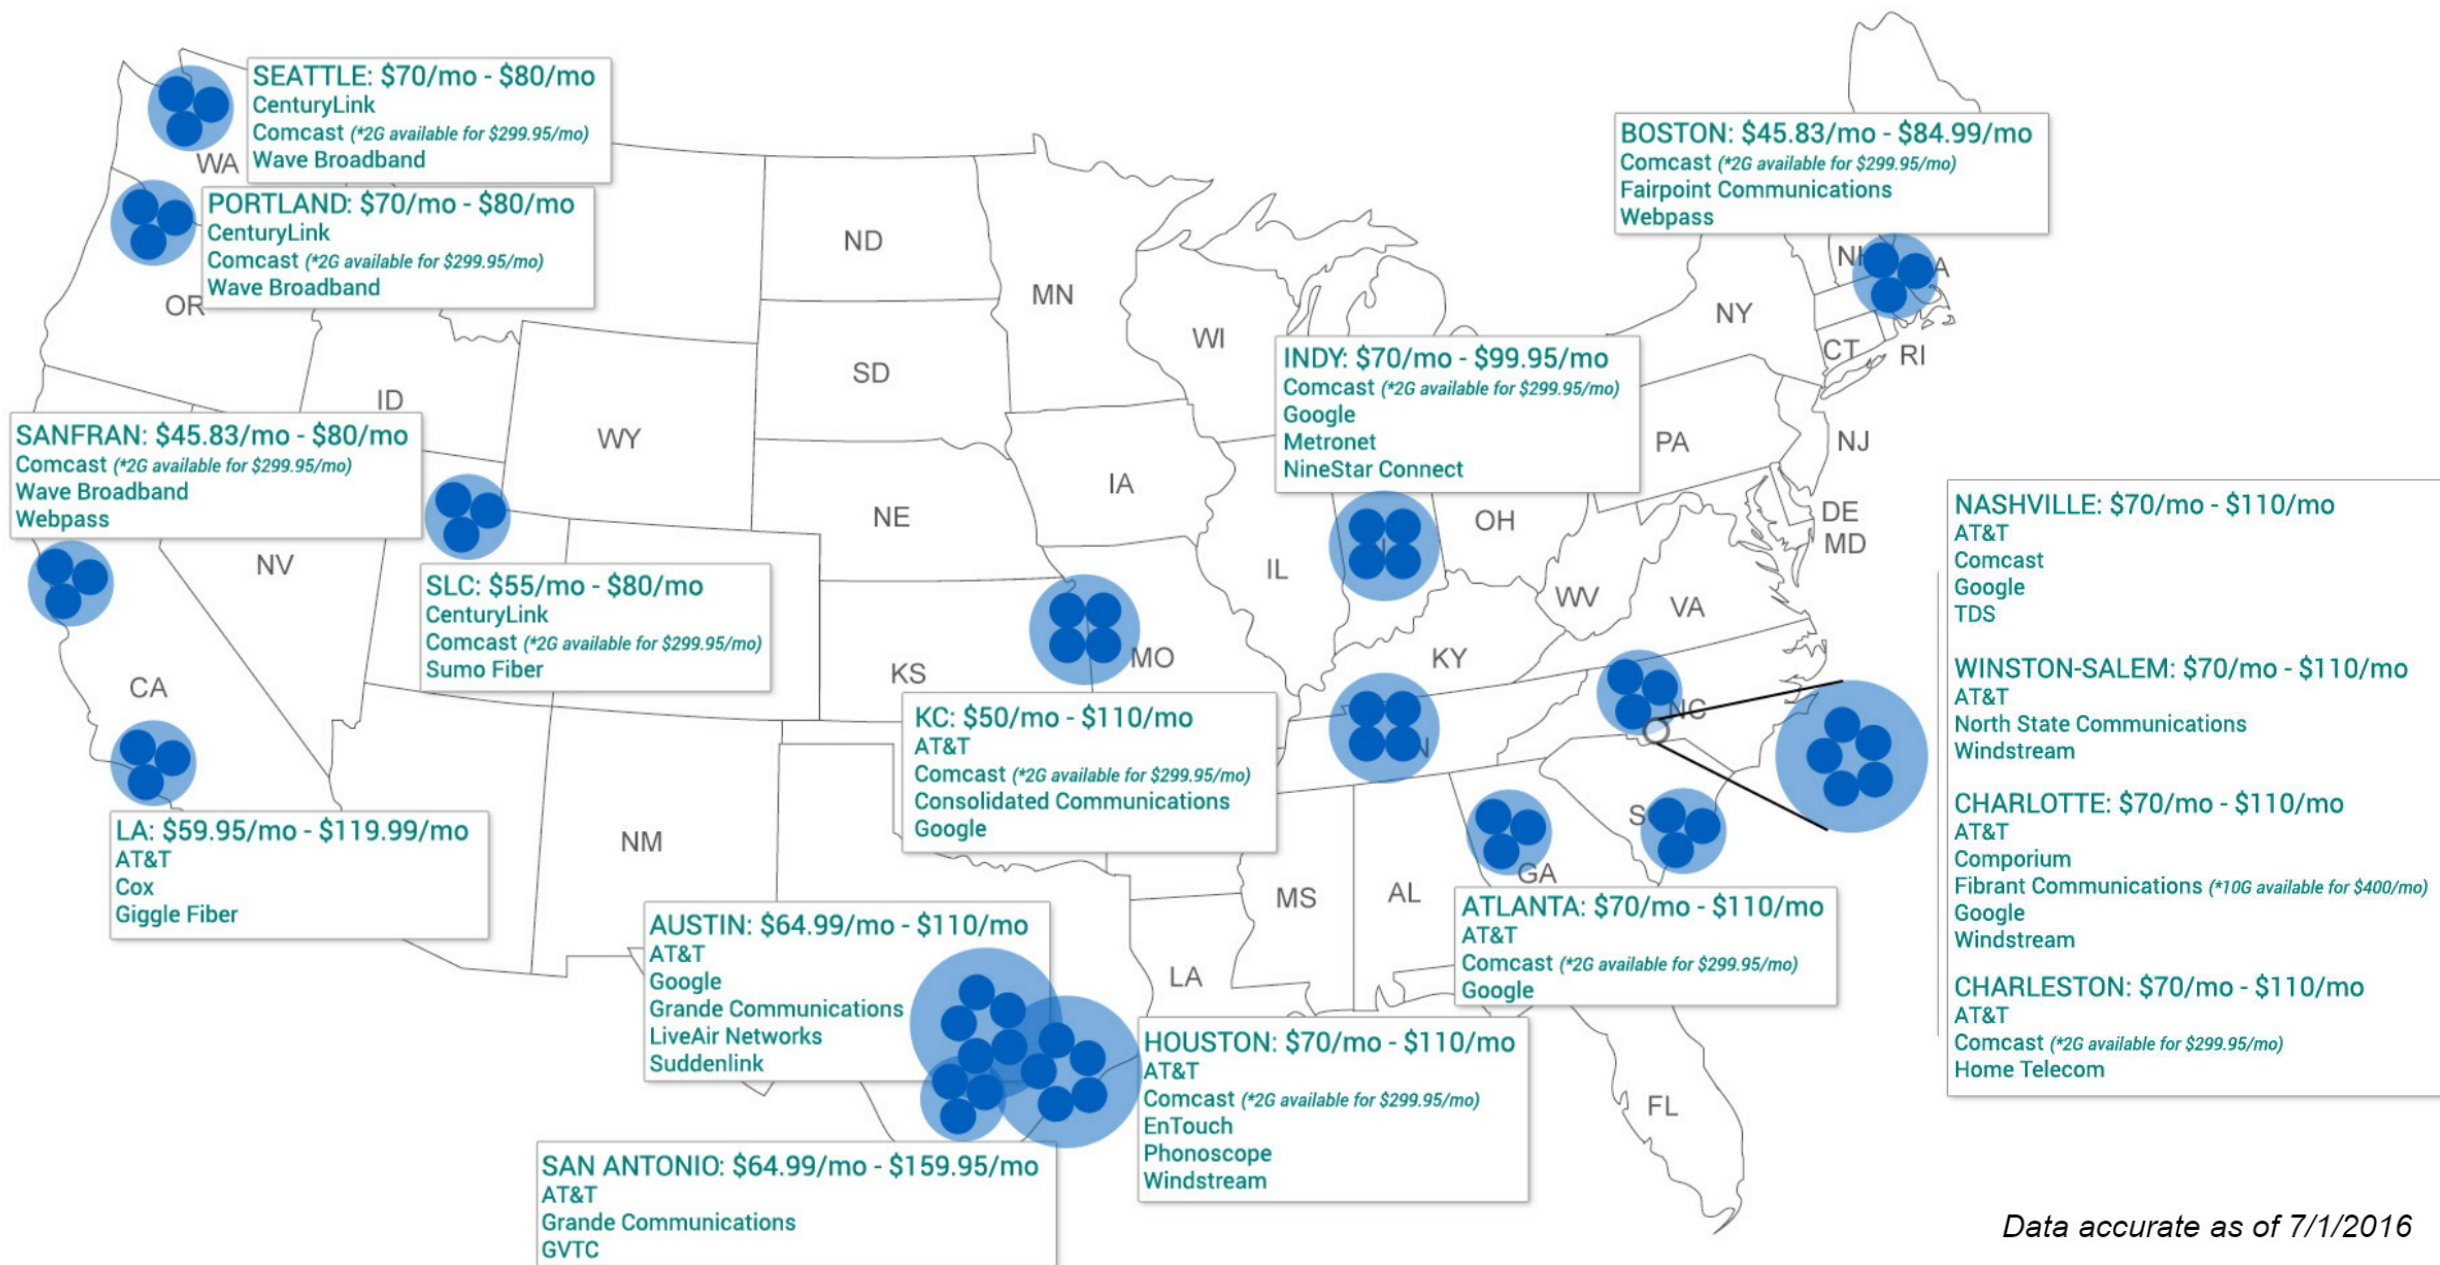 SEATTLE: $70/mo - $80/mo
CenturyLink
Comcast (*2G available for $299.95/mo)
Wave Broadband
WA
PORTLAND: $70/mo - $80/mo
CenturyLink
Comcast (*2G available for $299.95/mo)
Wave Broadband
OR
BOSTON: $45.83/mo - $84.99/mo
Comcast (*2G available for $299.95/mo)
Fairpoint Communications
Webpass
ND
MN
WI
SD
ID
WY
NY
CT
RI
INDY: $70/mo - $99.95/mo
Comcast (*2G available for $299.95/mo)
Google
Metronet
NineStar Connect
SANFRAN: $45.83/mo - $80/mo
Comcast (*2G available for $299.95/mo)
Wave Broadband
Webpass
IA
NE
PA
NJ
OH
DE
MD
NV
IL
WV
VA
SLC: $55/mo - $80/mo
CenturyLink
Comcast (*2G available for $299.95/mo)
Sumo Fiber
CA
KS
MO
KY
NC
KC: $50/mo - $110/mo
AT&T
Comcast (*2G available for $299.95/mo)
Consolidated Communications
Google
LA: $59.95/mo - $119.99/mo
AT&T
Cox
Giggle Fiber
NM
MS
AL
GA
LA
AUSTIN: $64.99/mo - $110/mo
AT&T
Google
Grande Communications
LiveAir Networks
Suddenlink
ATLANTA: $70/mo - $110/mo
AT&T
Comcast (*2G available for $299.95/mo)
Google
HOUSTON: $70/mo - $110/mo
AT&T
Comcast (*2G available for $299.95/mo)
EnTouch
Phonoscope
Windstream
FL
SAN ANTONIO: $64.99/mo - $159.95/mo
AT&T
Grande Communications
GVTC
NASHVILLE: $70/mo - $110/mo
AT&T
Comcast
Google
TDS
WINSTON-SALEM: $70/mo - $110/mo
AT&T
North State Communications
Windstream
CHARLOTTE: $70/mo - $110/mo
AT&T
Comporium
Fibrant Communications (*10G available for $400/mo)
Google
Windstream
CHARLESTON: $70/mo - $110/mo
AT&T
Comcast (*2G available for $299.95/mo)
Home Telecom
Data accurate as of 7/1/2016